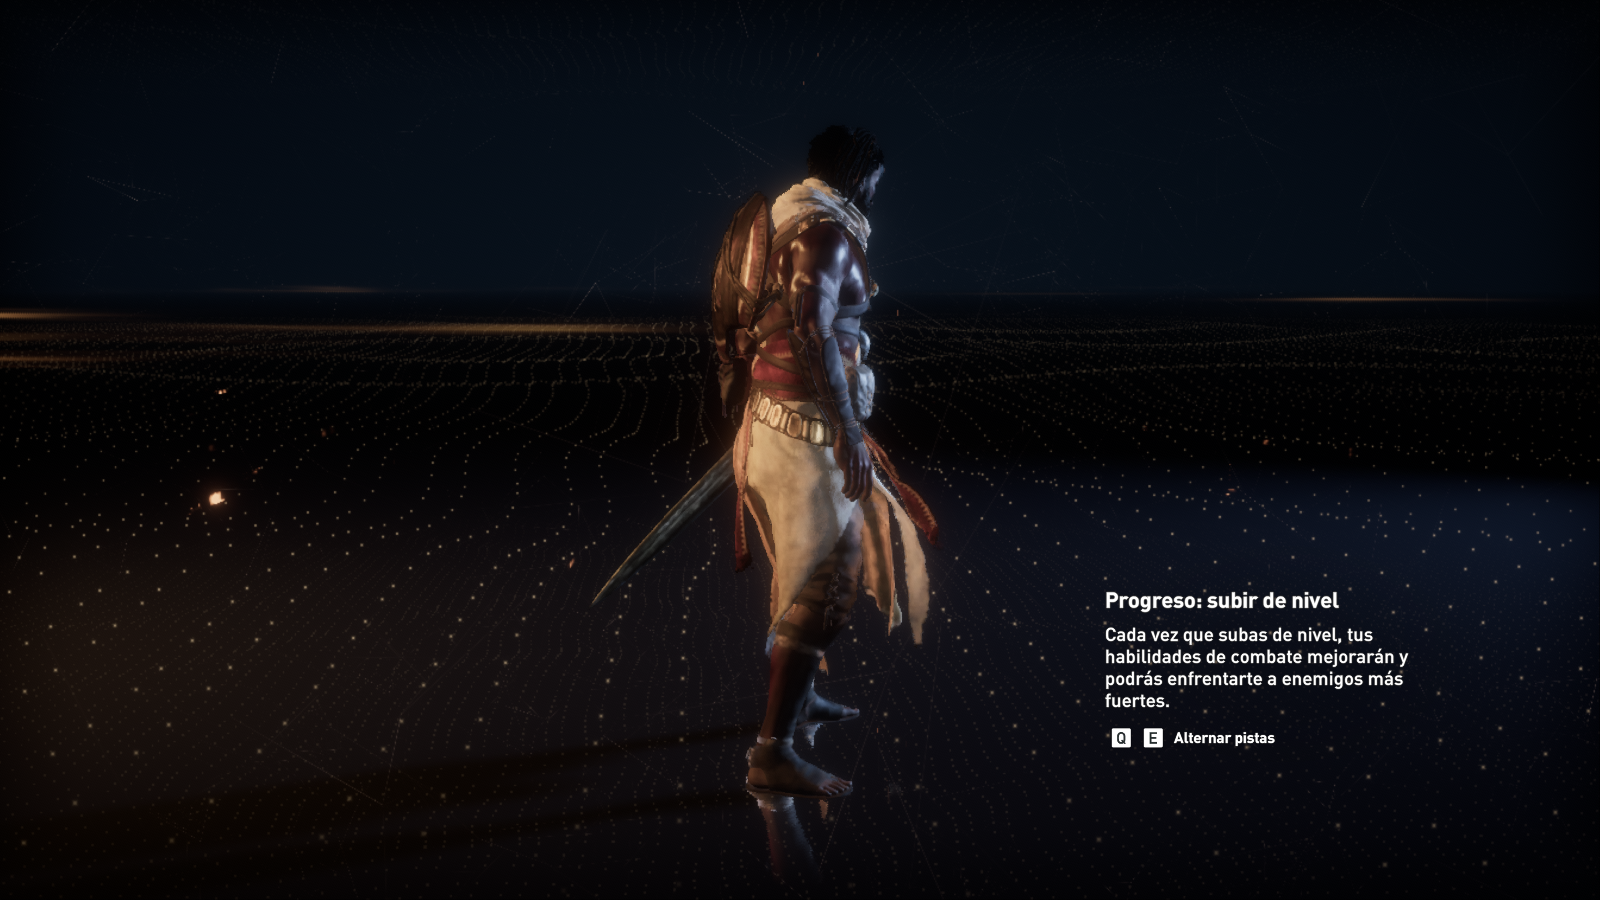 Progreso: subir de nivel
Cada vez que subas de nivel, tus
habilidades de combate mejorarán y
podrás enfrentarte a enemigos más
fuertes.
Q E Alternar pistas